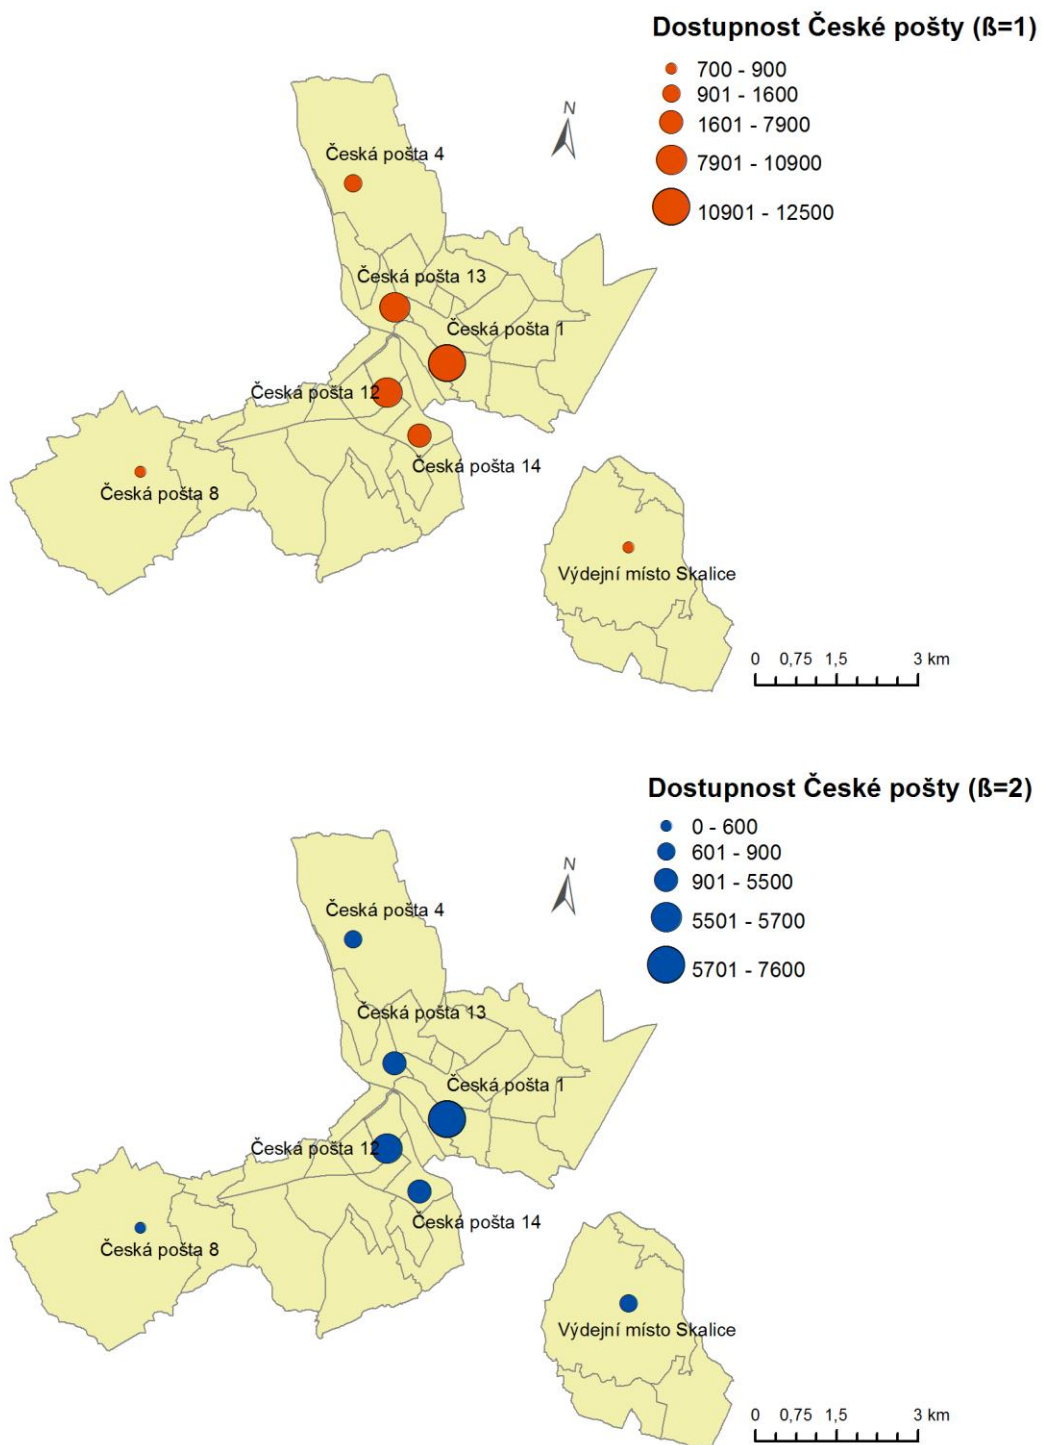 Dostupnost České pošty (ß=1)
700 - 900
901 - 1600
1601 - 7900
7901 - 10900
10901 - 12500
N
Česká pošta 4
Česká pošta 13
Česká pošta 1
Česká pošta 12
Česká pošta 14
Česká pošta 8
Výdejní místo Skalice
0 0,75 1,5 3 km
Dostupnost České pošty (ß=2)
0 - 600
601 - 900
901 - 5500
5501 - 5700
5701 - 7600
N
Česká pošta 4
Česká pošta 13
Česká pošta 1
Česká pošta 12
Česká pošta 14
Česká pošta 8
Výdejní místo Skalice
0 0,75 1,5 3 km